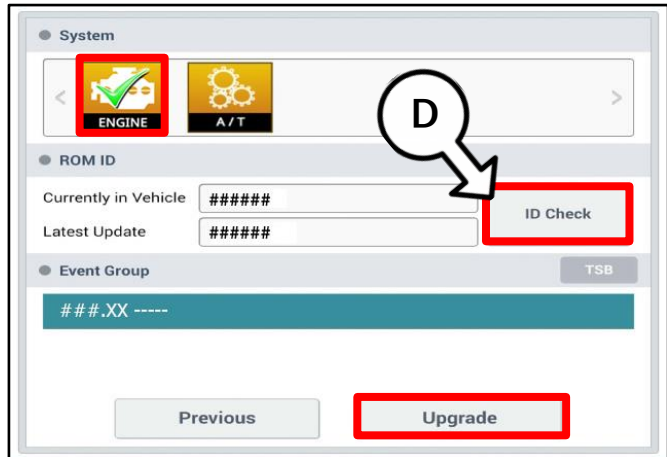 System
< ENGINE A/T >
D
ROM ID
Currently in Vehicle ######
ID Check
Latest Update ######
Event Group TSB
###.XX -----
Previous Upgrade